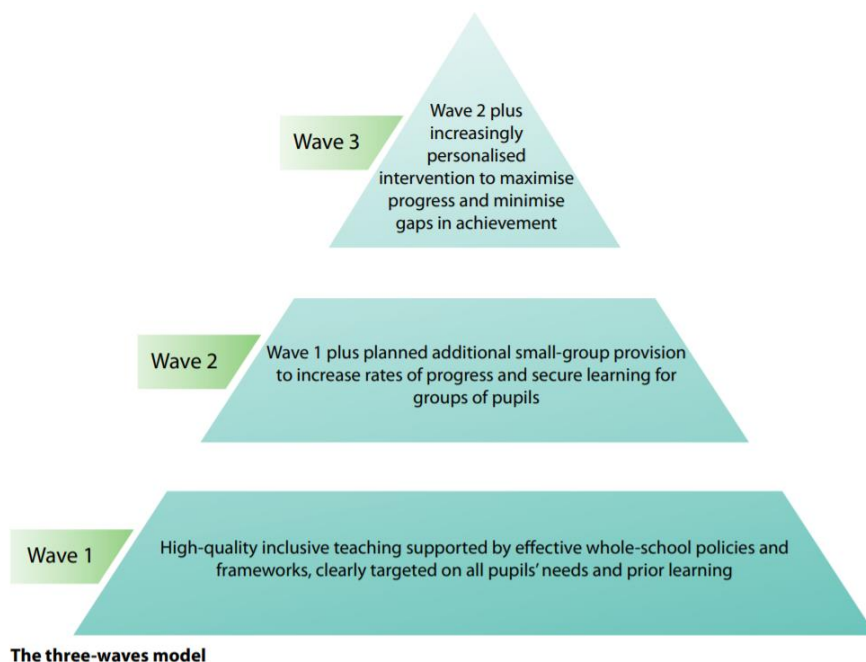 Wave 3
Wave 2 plus
increasingly
personalised
intervention to maximise
progress and minimise
gaps in achievement
Wave 2
Wave 1 plus planned additional small-group provision
to increase rates of progress and secure learning for
groups of pupils
Wave 1
High-quality inclusive teaching supported by effective whole-school policies and
frameworks, clearly targeted on all pupils’ needs and prior learning
The three-waves model